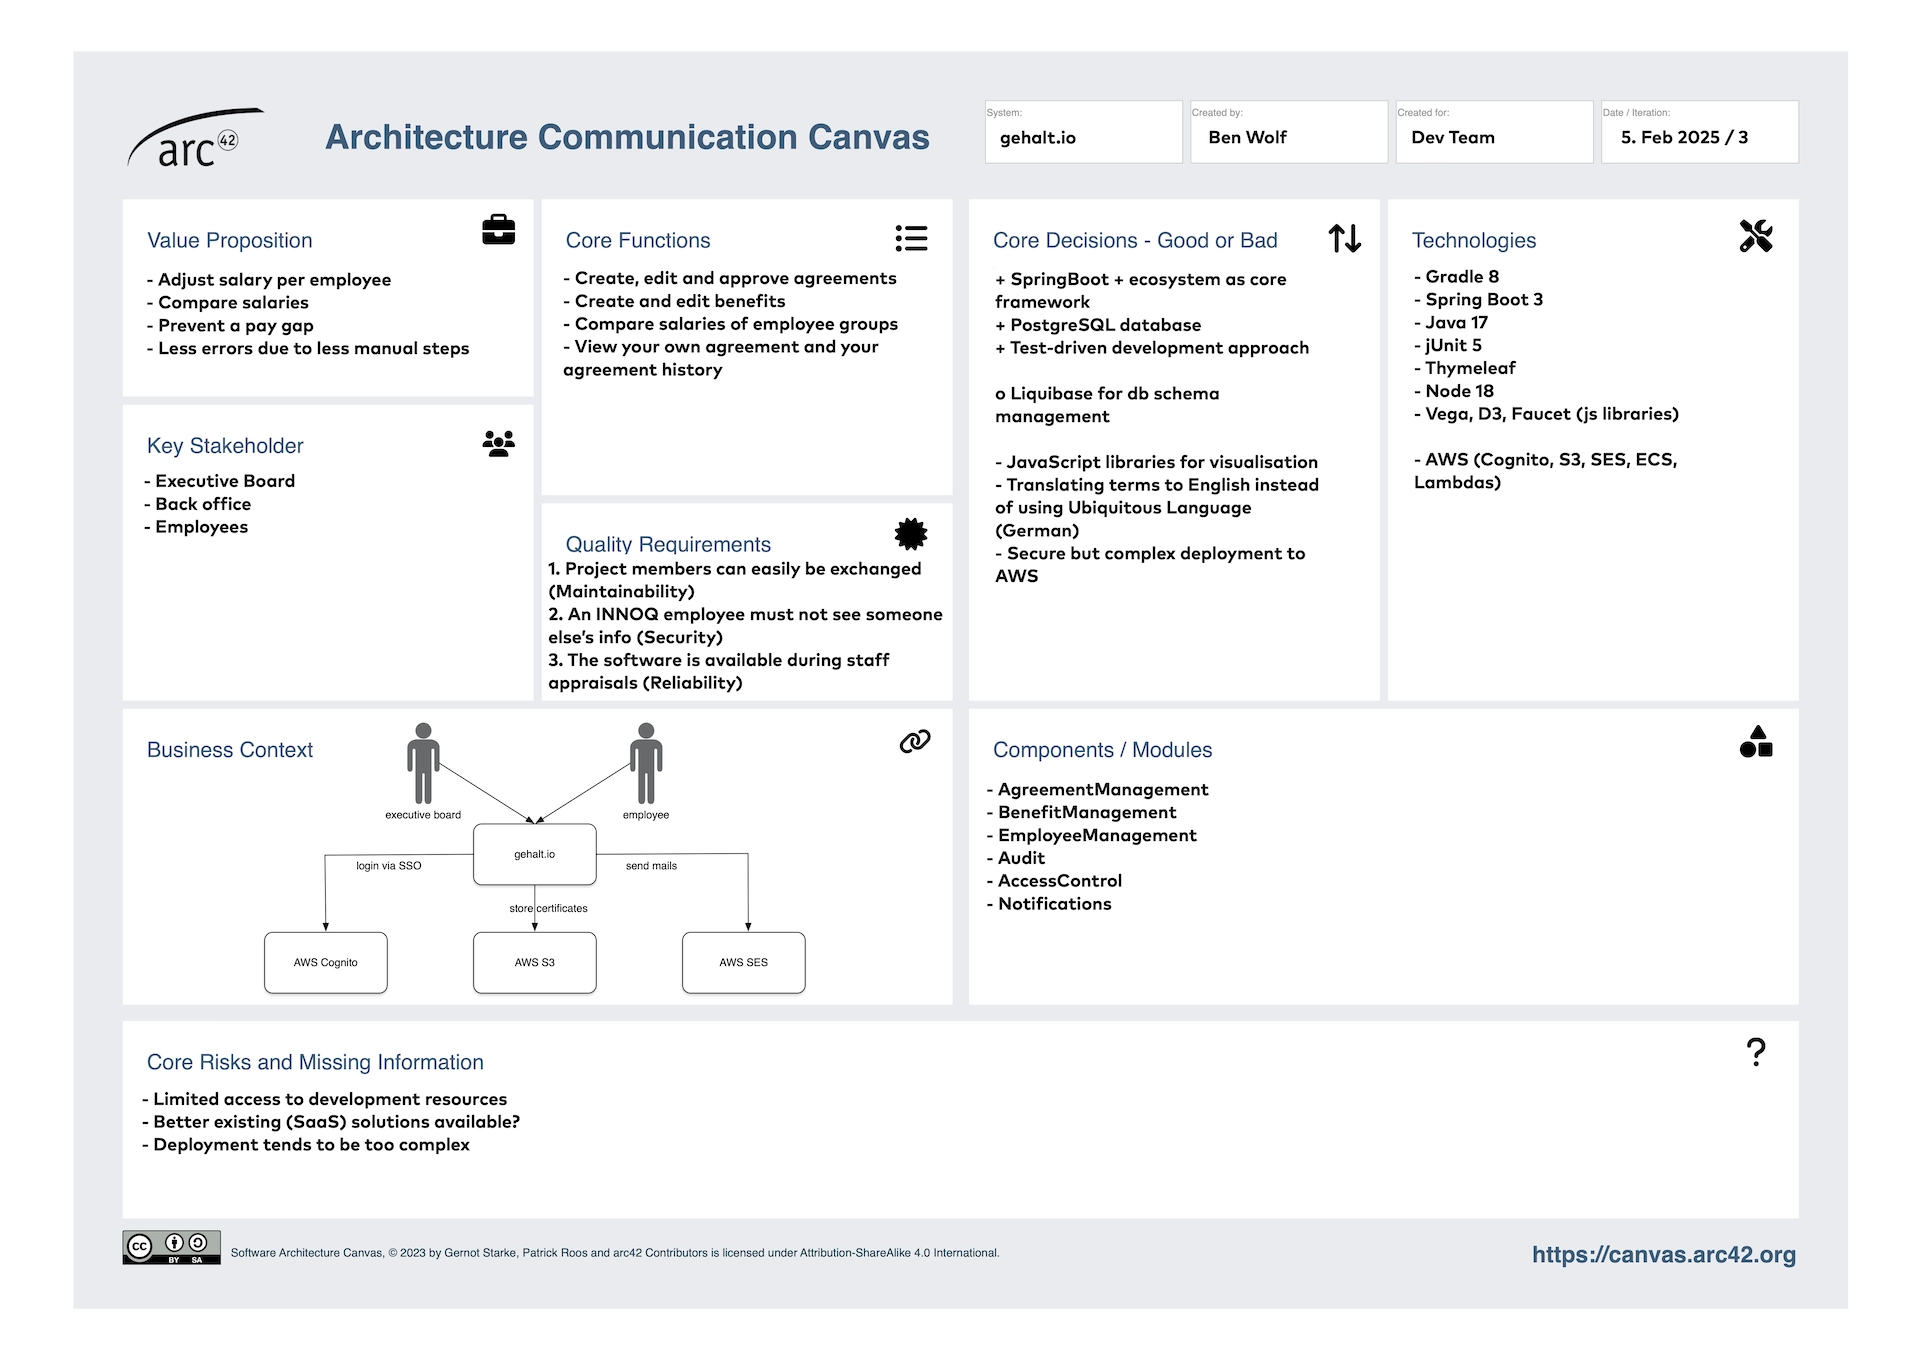 arc 42
Architecture Communication Canvas
System:
gehalt.io
Created by:
Ben Wolf
Created for:
Dev Team
Date / Iteration:
5. Feb 2025 / 3
Value Proposition
- Adjust salary per employee
- Compare salaries
- Prevent a pay gap
- Less errors due to less manual steps
Key Stakeholder
- Executive Board
- Back office
- Employees
Core Functions
- Create, edit and approve agreements
- Create and edit benefits
- Compare salaries of employee groups
- View your own agreement and your
agreement history
Quality Requirements
1. Project members can easily be exchanged
(Maintainability)
2. An INNOQ employee must not see someone
else’s info (Security)
3. The software is available during staff
appraisals (Reliability)
Core Decisions - Good or Bad
+ SpringBoot + ecosystem as core
framework
+ PostgreSQL database
+ Test-driven development approach
o Liquibase for db schema
management
- JavaScript libraries for visualisation
- Translating terms to English instead
of using Ubiquitous Language
(German)
- Secure but complex deployment to
AWS
Technologies
- Gradle 8
- Spring Boot 3
- Java 17
- jUnit 5
- Thymeleaf
- Node 18
- Vega, D3, Faucet (js libraries)
- AWS (Cognito, S3, SES, ECS,
Lambdas)
Business Context
executive board
employee
gehalt.io
login via SSO
send mails
store certificates
AWS Cognito
AWS S3
AWS SES
Components / Modules
- AgreementManagement
- BenefitManagement
- EmployeeManagement
- Audit
- AccessControl
- Notifications
Core Risks and Missing Information
- Limited access to development resources
- Better existing (SaaS) solutions available?
- Deployment tends to be too complex
cc BY SA
Software Architecture Canvas, © 2023 by Gernot Starke, Patrick Roos and arc42 Contributors is licensed under Attribution-ShareAlike 4.0 International.
https://canvas.arc42.org